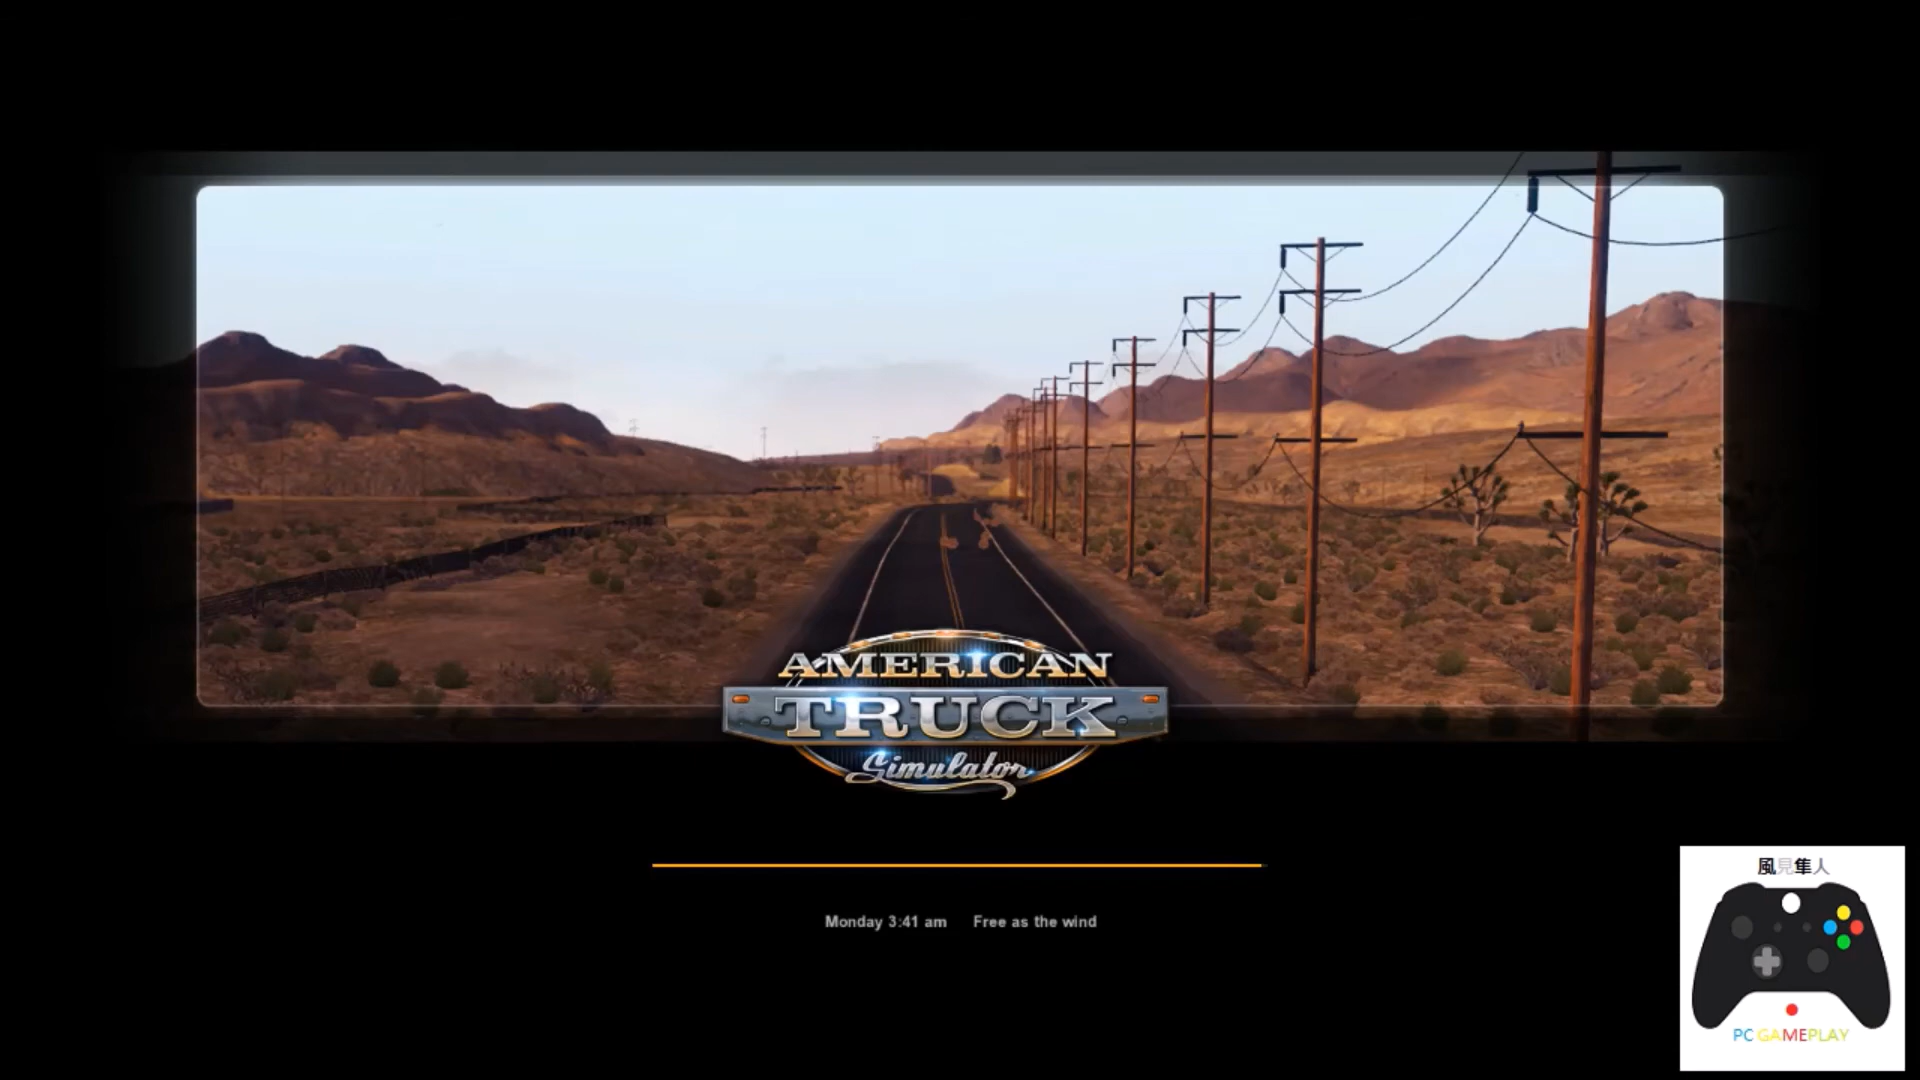 AMERICAN
TRUCK
Simulator
Monday 3:41 am Free as the wind
風見隼人
PC GAMEPLAY